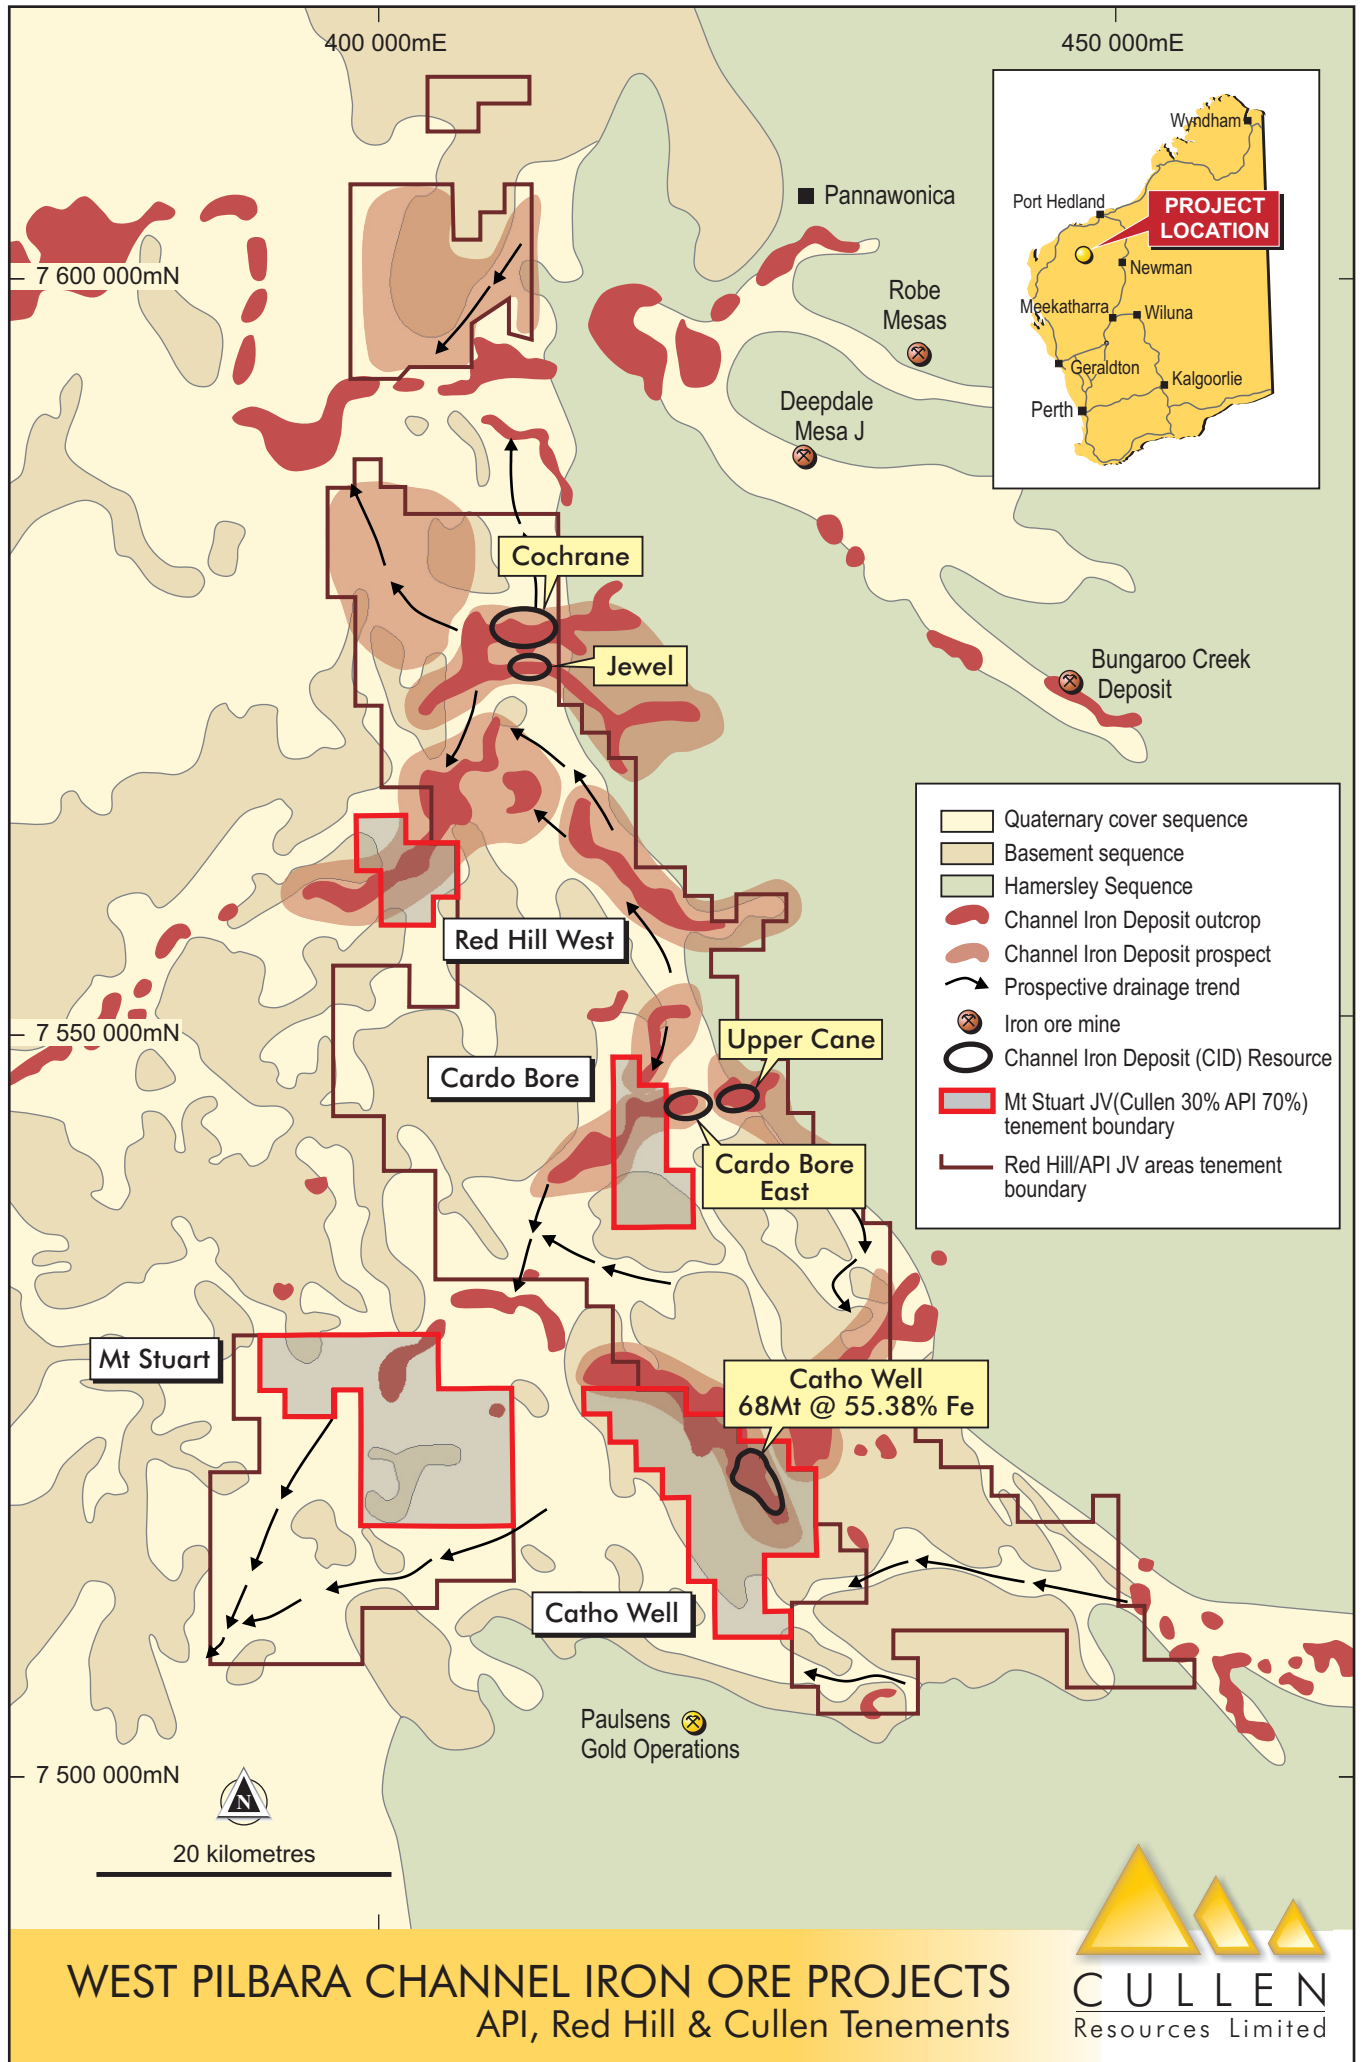 400 000mE
450 000mE
Wyndham
Port Hedland
PROJECT
LOCATION
Newman
Meekatharra
Wiluna
Geraldton
Kalgoorlie
Perth
Pannawonica
7 600 000mN
Robe
Mesas
Deepdale
Mesa J
Cochrane
Jewel
Bungaroo Creek
Deposit
Quaternary cover sequence
Basement sequence
Hamersley Sequence
Channel Iron Deposit outcrop
Channel Iron Deposit prospect
Prospective drainage trend
Iron ore mine
Channel Iron Deposit (CID) Resource
Mt Stuart JV(Cullen 30% API 70%)
tenement boundary
Red Hill/API JV areas tenement
boundary
Red Hill West
7 550 000mN
Upper Cane
Cardo Bore
Cardo Bore
East
Mt Stuart
Catho Well
68Mt @ 55.38% Fe
Catho Well
Paulsens
Gold Operations
7 500 000mN
N
20 kilometres
WEST PILBARA CHANNEL IRON ORE PROJECTS
API, Red Hill & Cullen Tenements
CULLEN
Resources Limited